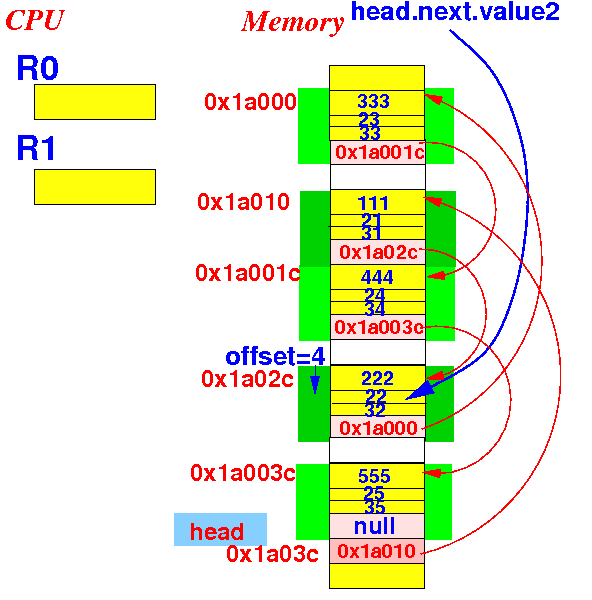 CPU
Memory
head.next.value2
R0
R1
0x1a000
333
23
33
0x1a001c
0x1a010
111
21
31
0x1a02c
0x1a001c
444
24
34
0x1a003c
offset=4
0x1a02c
222
22
32
0x1a000
0x1a003c
555
25
35
head
null
0x1a03c
0x1a010